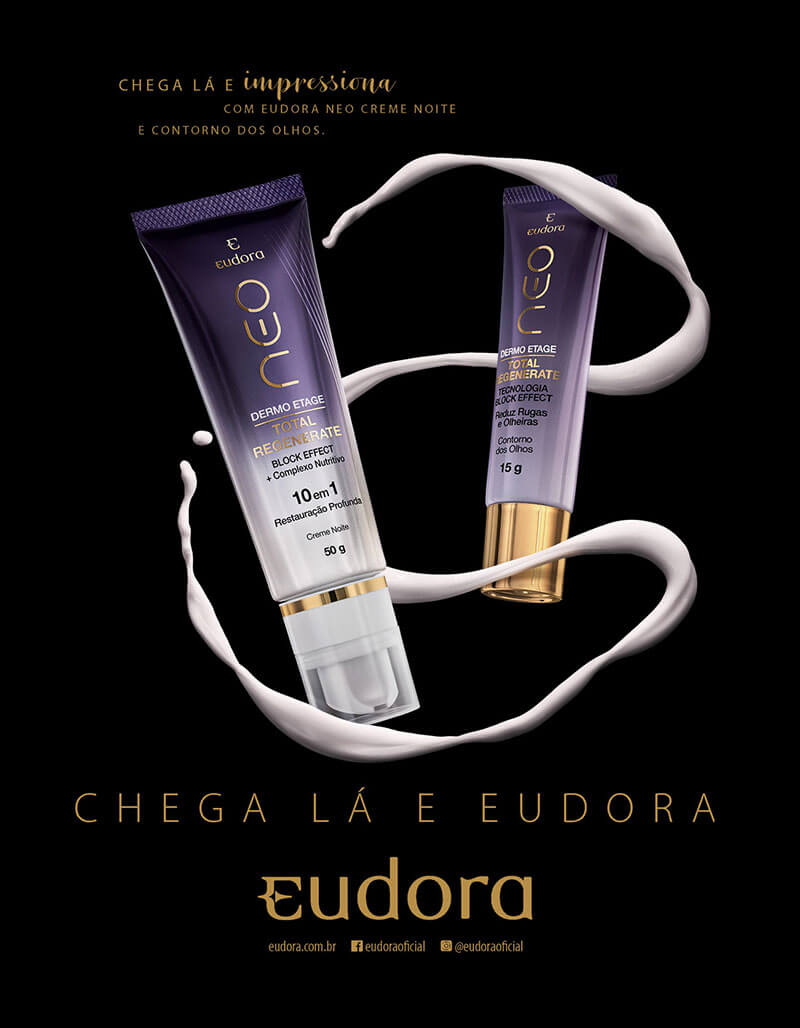 CHEGA LÁ E impressiona
COM EUDORA NEO CREME NOITE
E CONTORNO DOS OLHOS.
eudora
neo
DERMO ETAGE
TOTAL
REGENERATE
BLOCK EFFECT
+ Complexo Nutritivo
10 em 1
Restauração Profunda
Creme Noite
50 g
eudora
neo
DERMO ETAGE
TOTAL
REGENERATE
TECNOLOGIA
BLOCK EFFECT
Reduz Rugas
e Olheiras
Contorno
dos Olhos
15 g
CHEGA LÁ E EUDORA
eudora
eudora.com.br eudoraoficial @eudoraoficial